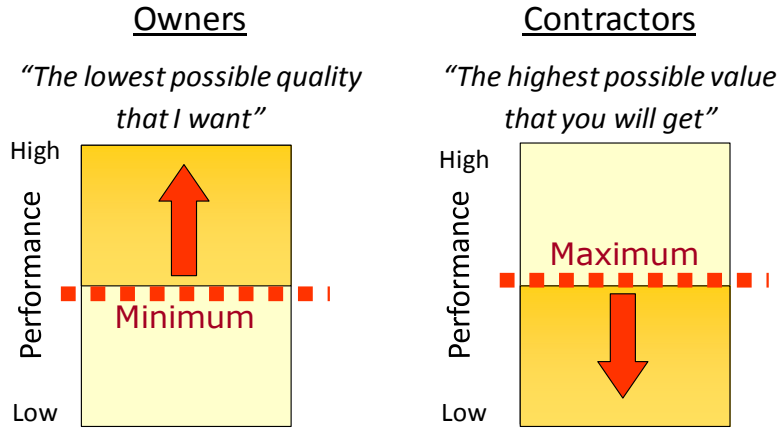 Owners
“The lowest possible quality
that I want”
High
Performance
Minimum
Low
Contractors
“The highest possible value
that you will get”
High
Performance
Maximum
Low